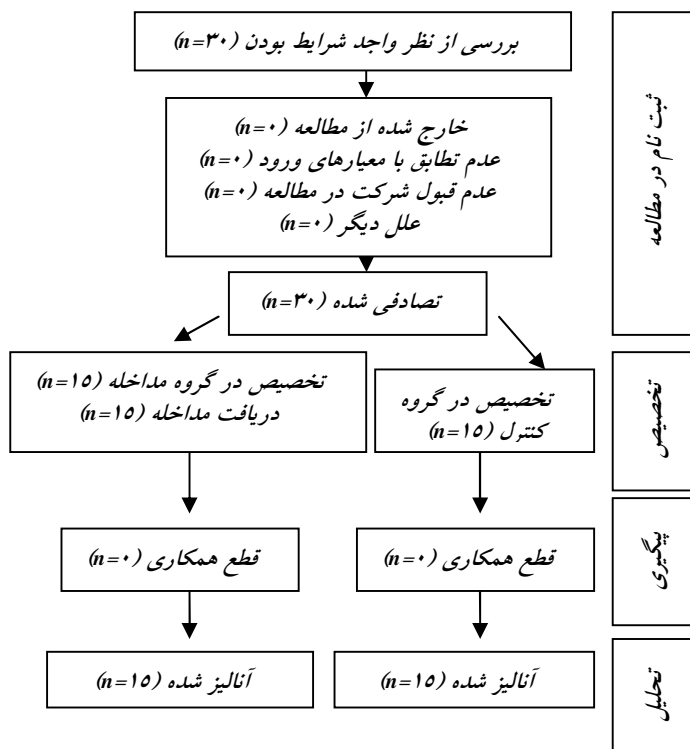 بررسی از نظر واجد شرایط بودن (n=۳۰)
خارج شده از مطالعه (n=۰)
عدم تطابق با معیارهای ورود (n=۰)
عدم قبول شرکت در مطالعه (n=۰)
علل دیگر (n=۰)
تصادفی شده (n=۳۰)
ثبت نام در مطالعه
تخصیص در گروه مداخله (n=۱۵)
دریافت مداخله (n=۱۵)
تخصیص در گروه
کنترل (n=۱۵)
تخصیص
قطع همکاری (n=۰)
قطع همکاری (n=۰)
پیگیری
آنالیز شده (n=۱۵)
آنالیز شده (n=۱۵)
تحلیل